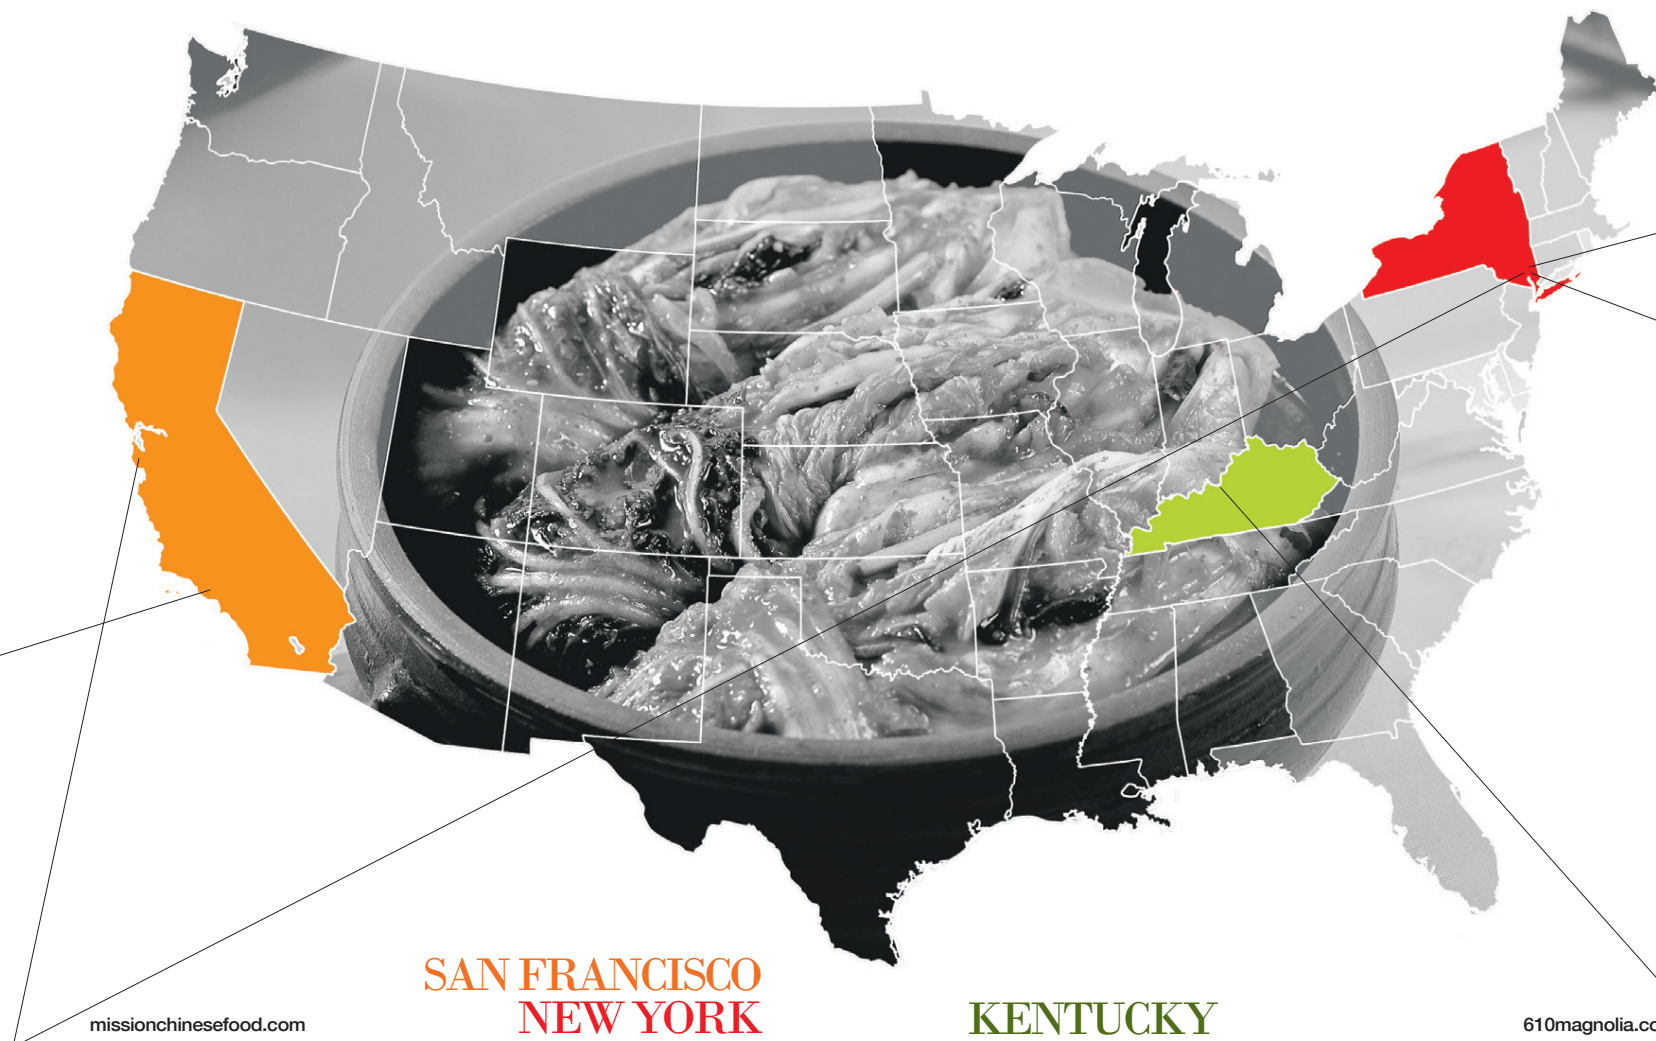 SAN FRANCISCO
NEW YORK
KENTUCKY
missionchinesefood.com
610magnolia.co